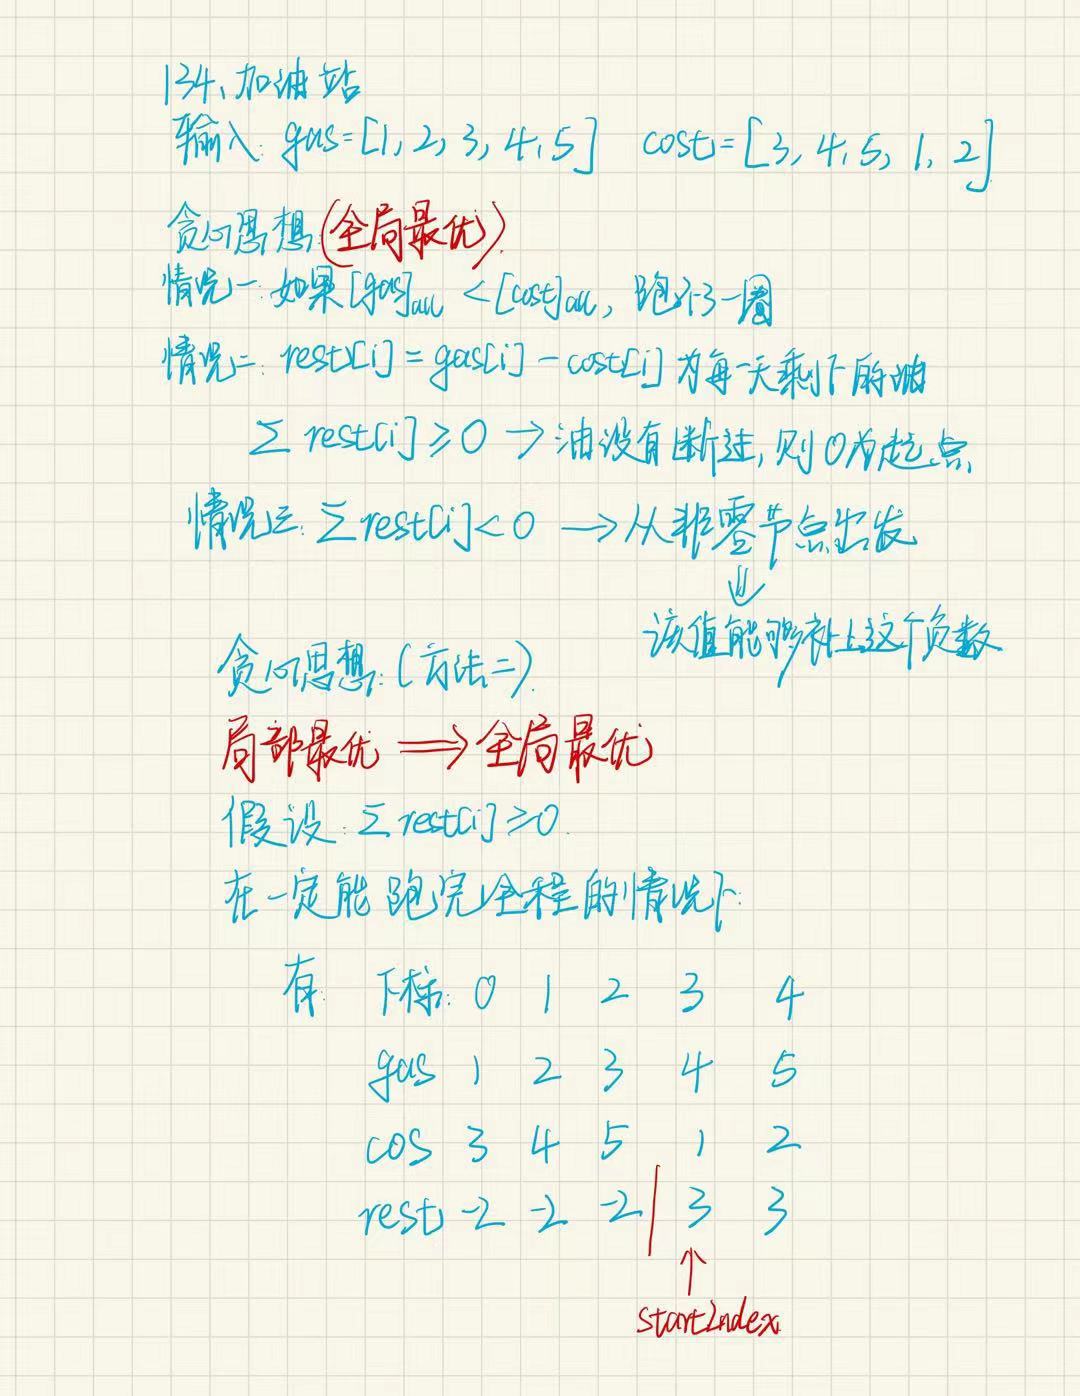 134、加油站
输入: gas=[1,2,3,4,5] cost=[3,4,5,1,2]
贪心思想:(全局最优).
情况一: 如果[gas]all <[cost]all, 跑不了一圈
情况二: rest[i]=gas[i]-cost[i]为每一天剩下的油
∑rest[i]≥0 →油没有断过,则0为起点
情况三: ∑rest[i]<0 →从非零节点出发
⇓
该值能够补上这个负数
贪心思想:(方法二).
局部最优 ⟹ 全局最优
假设: ∑rest[i]≥0.
在一定能跑完全程的情况下:
有: 下标: 0 1 2 3 4
gas 1 2 3 4 5
cos 3 4 5 1 2
rest -2 -2 -2 | 3 3
↑
startIndex